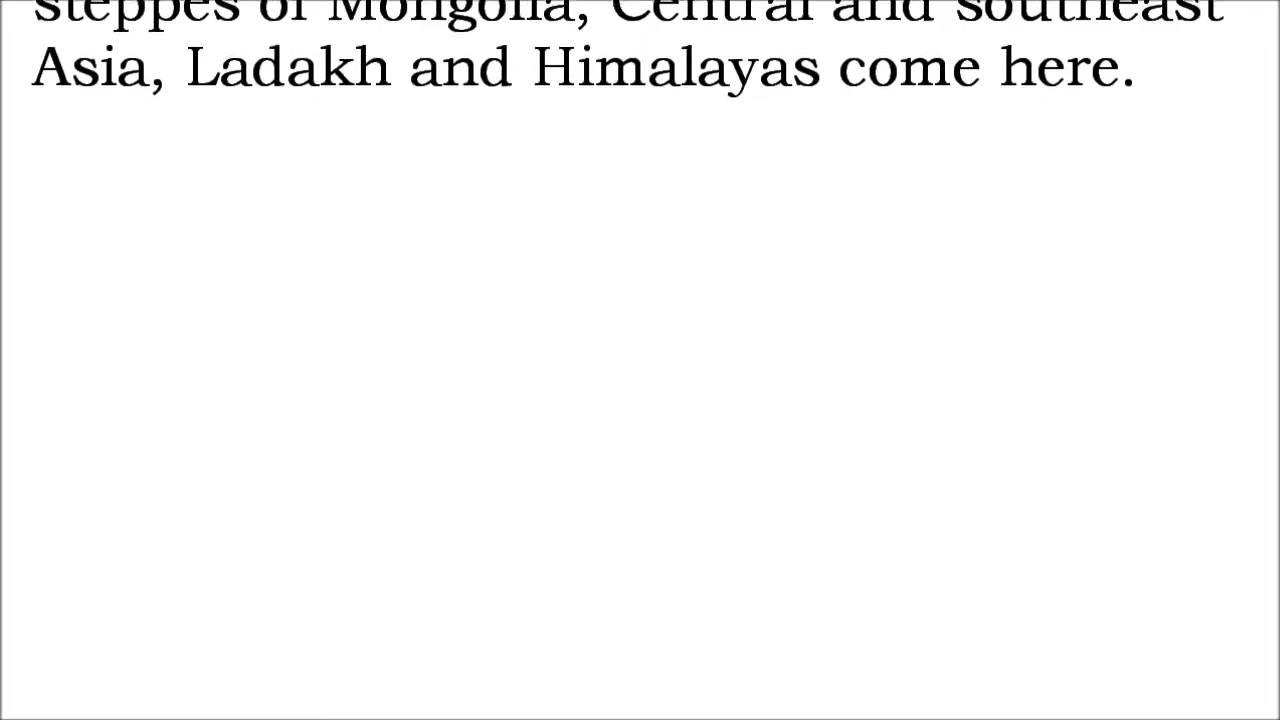 steppes of Mongolia, Central and southeast
Asia, Ladakh and Himalayas come here.